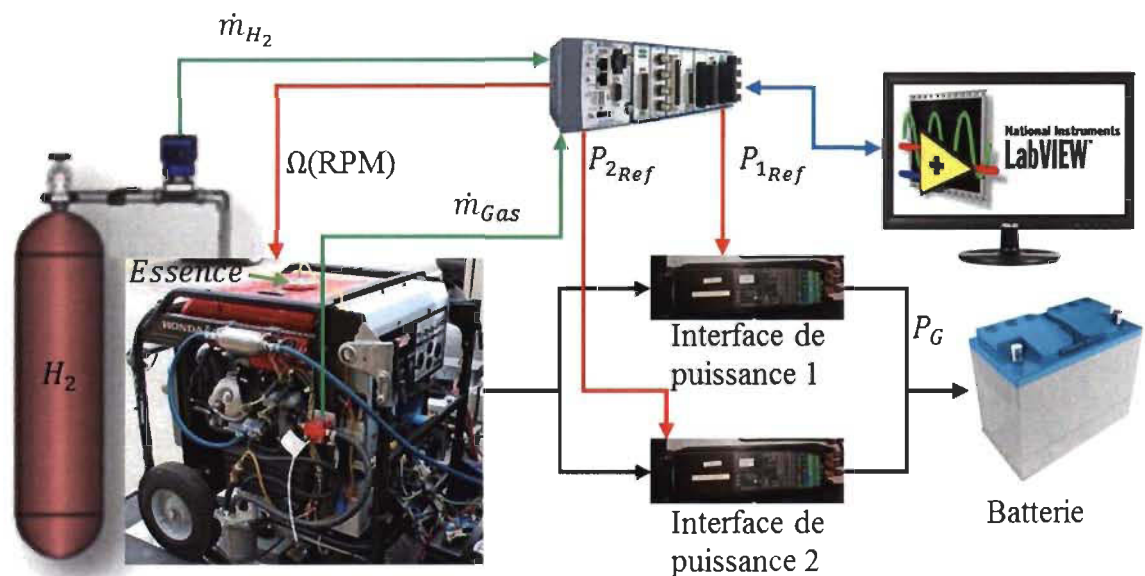 ṁ_{H_2}
National Instruments
LabVIEW™
Ω(RPM)
P_{2_{Ref}}
P_{1_{Ref}}
ṁ_{Gas}
Essence
HONDA
H_2
Interface de
puissance 1
P_G
Interface de
puissance 2
Batterie